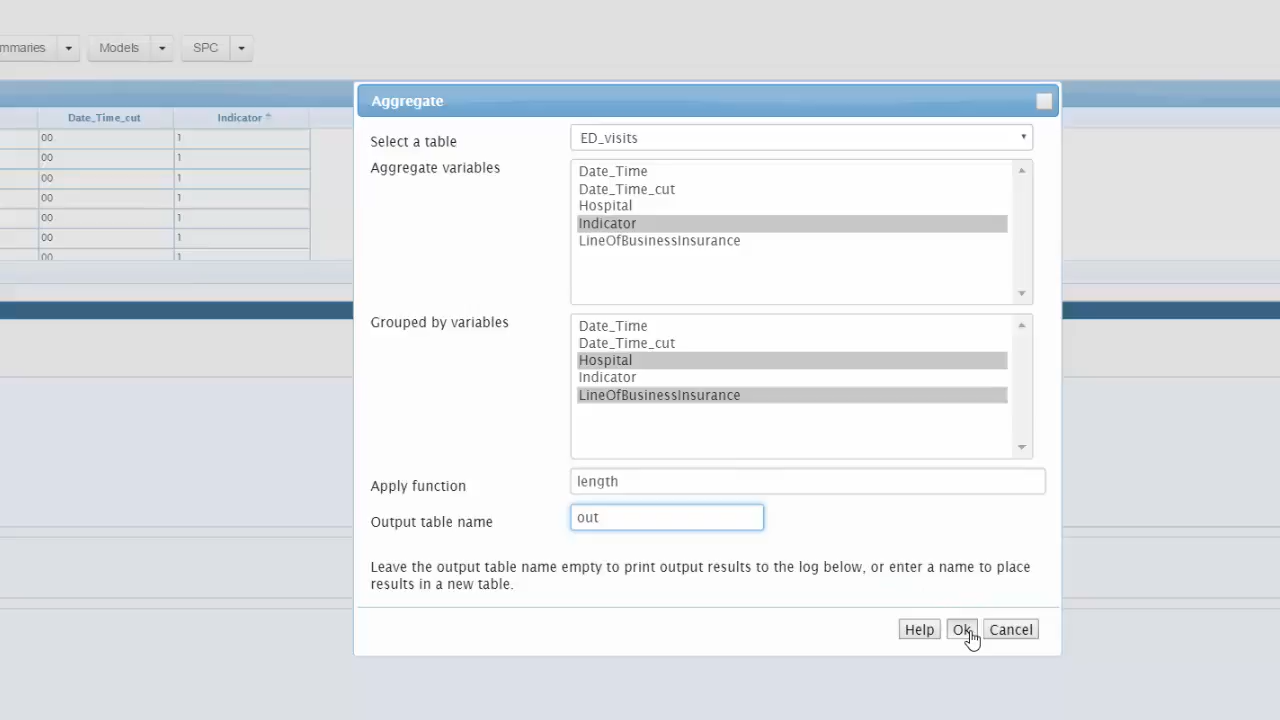 mmaries
Models
SPC
Date_Time_cut
Indicator
00 1
00 1
00 1
00 1
00 1
00 1
00 1
Aggregate
Select a table
ED_visits
Aggregate variables
Date_Time
Date_Time_cut
Hospital
Indicator
LineOfBusinessInsurance
Grouped by variables
Date_Time
Date_Time_cut
Hospital
Indicator
LineOfBusinessInsurance
Apply function
length
Output table name
out
Leave the output table name empty to print output results to the log below, or enter a name to place
results in a new table.
Help
Ok
Cancel